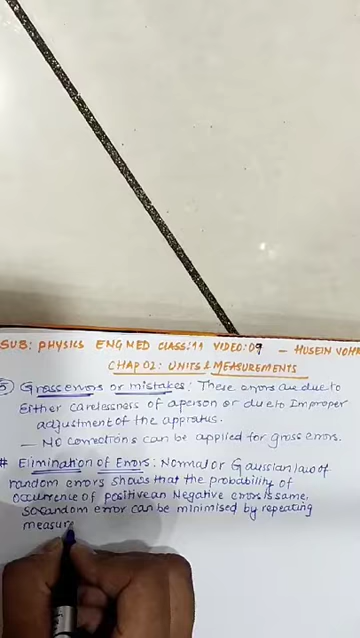 SUB: PHYSICS ENG MED CLASS:11 VIDEO:09 - HUSEIN VOHR
CHAP 02: UNITS & MEASUREMENTS
5) Gross errors or mistakes: These errors are due to
Either carelessness of a person or due to Improper
adjustment of the appratus.
- No corrections can be applied for gross errors.
# Elimination of Errors: Normal or Gaussian law of
random errors shows that the probability of
occurrence of positive an Negative errors is same,
so random error can be minimised by repeating
measur